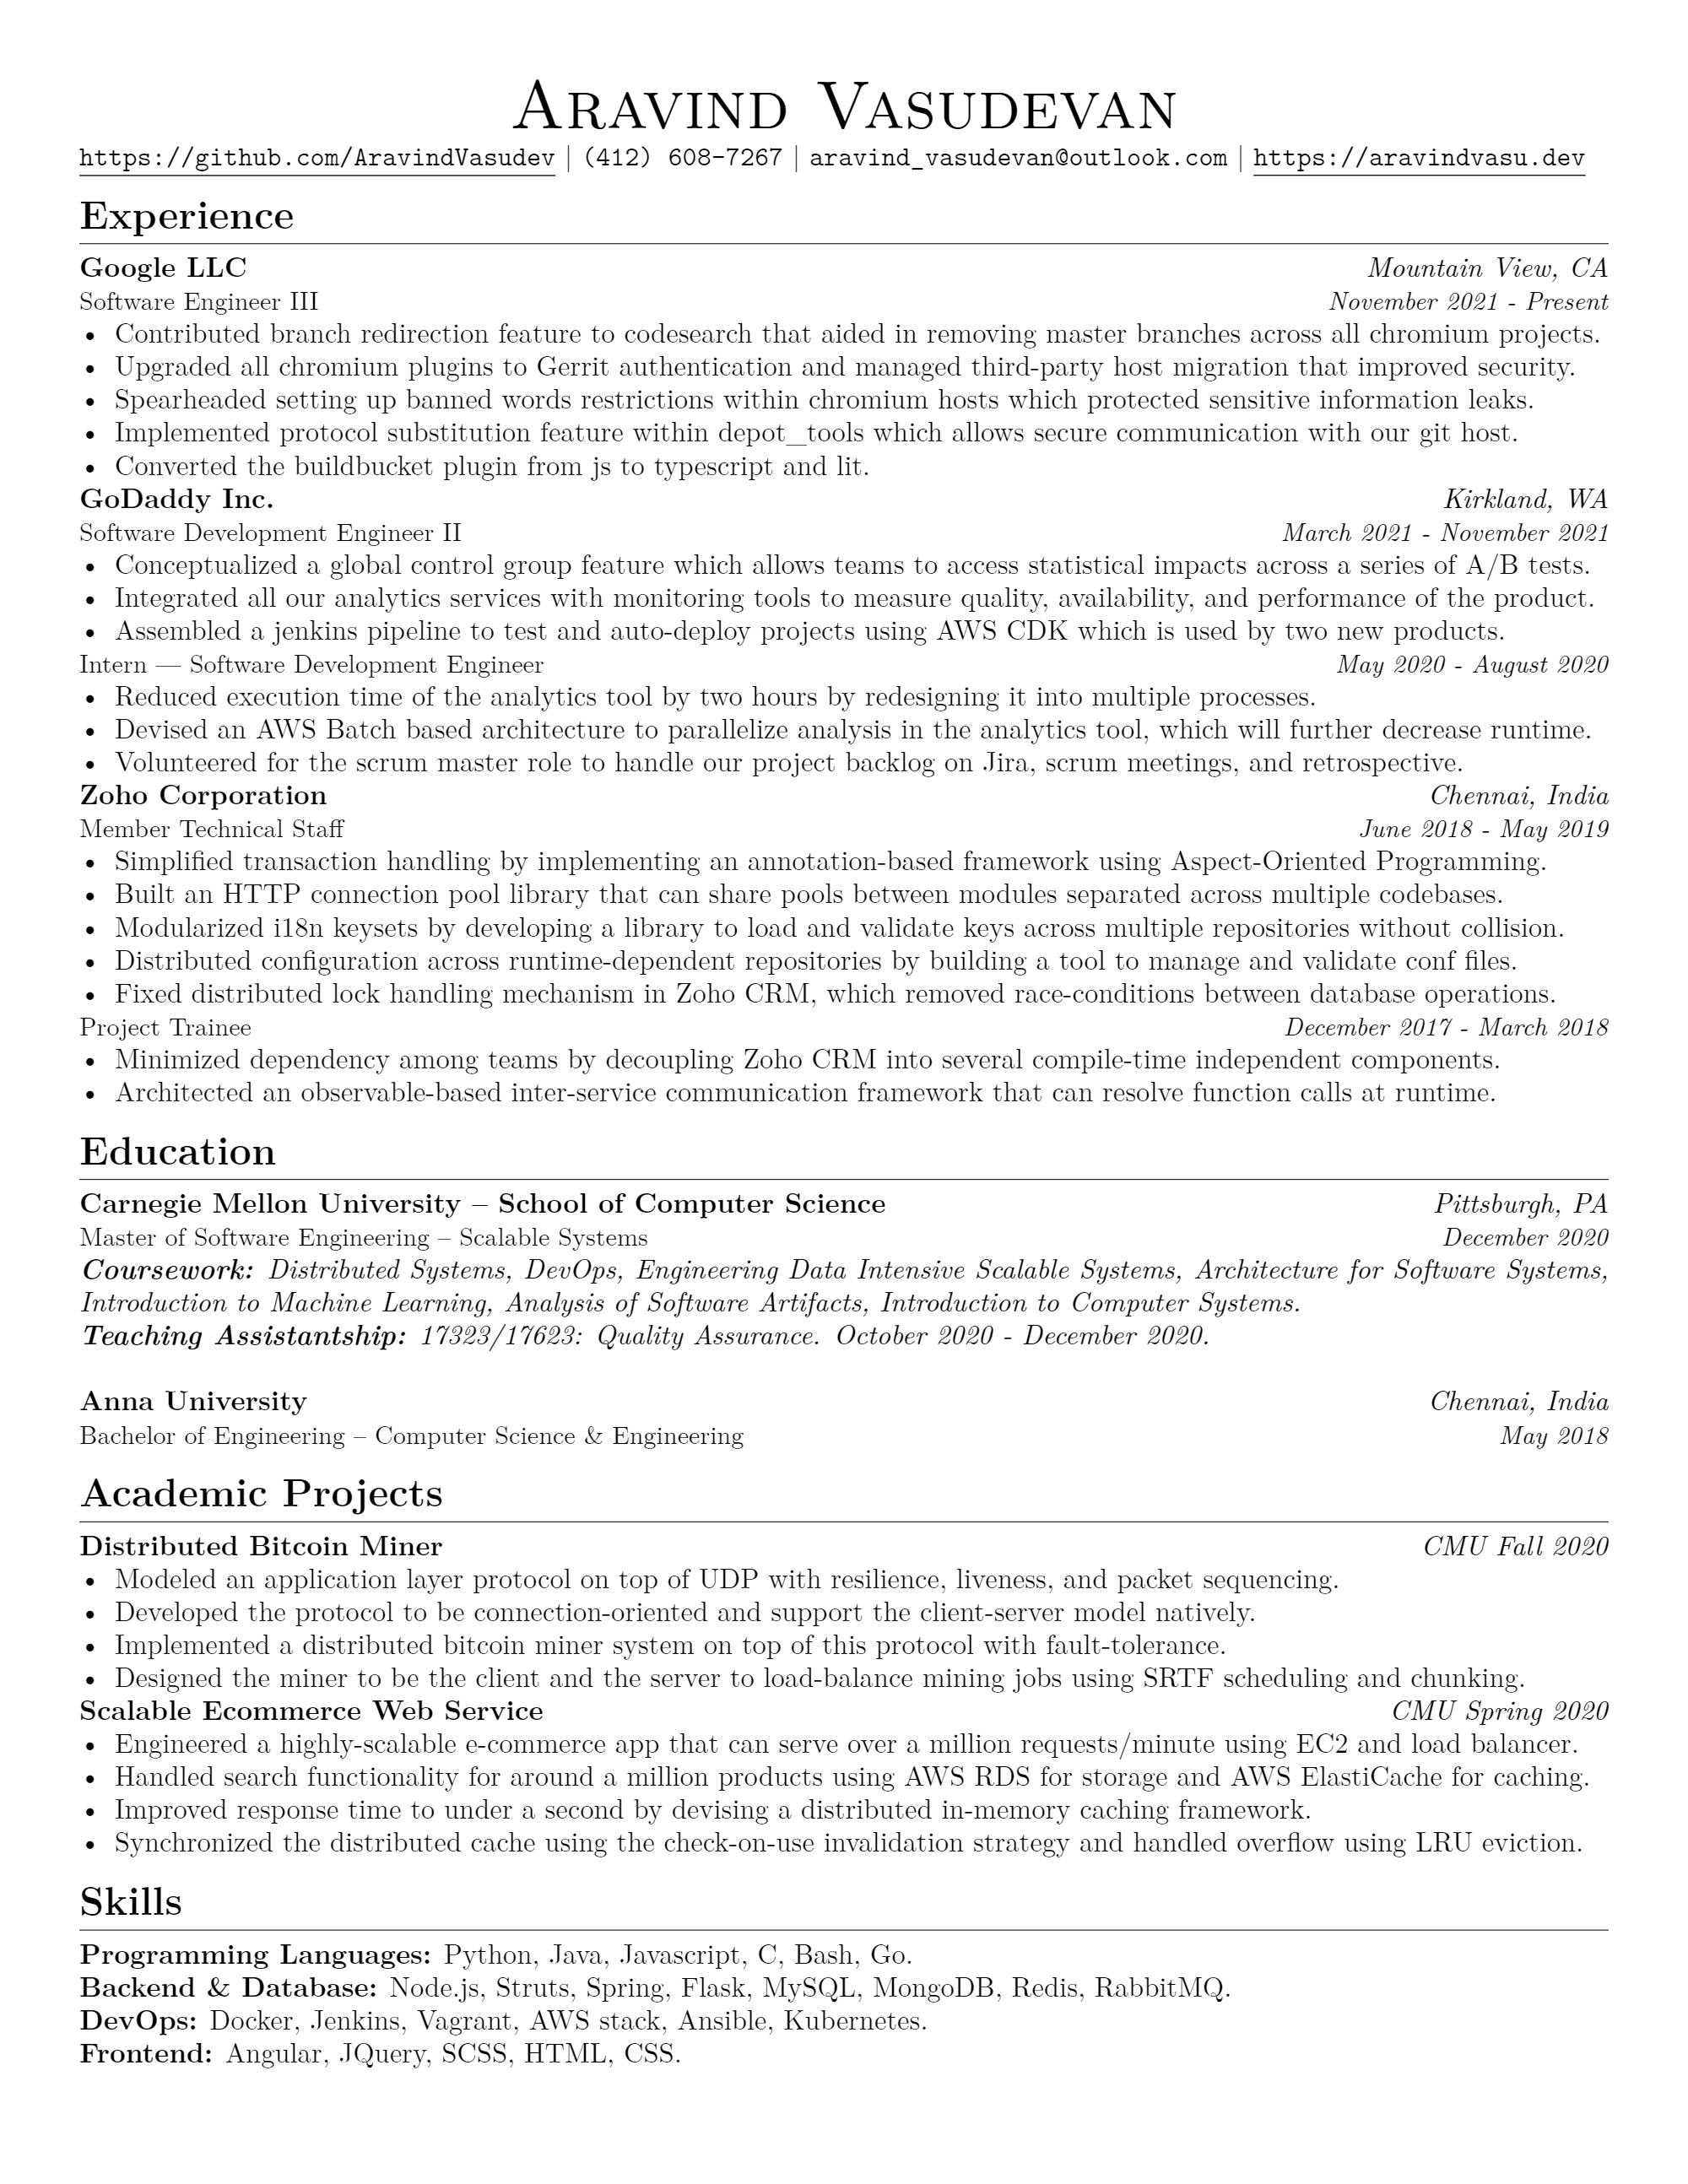 Aravind Vasudevan
https://github.com/AravindVasudev | (412) 608-7267 | aravind_vasudevan@outlook.com | https://aravindvasu.dev
Experience
Google LLC Mountain View, CA
Software Engineer III November 2021 - Present
• Contributed branch redirection feature to codesearch that aided in removing master branches across all chromium projects.
• Upgraded all chromium plugins to Gerrit authentication and managed third-party host migration that improved security.
• Spearheaded setting up banned words restrictions within chromium hosts which protected sensitive information leaks.
• Implemented protocol substitution feature within depot_tools which allows secure communication with our git host.
• Converted the buildbucket plugin from js to typescript and lit.
GoDaddy Inc. Kirkland, WA
Software Development Engineer II March 2021 - November 2021
• Conceptualized a global control group feature which allows teams to access statistical impacts across a series of A/B tests.
• Integrated all our analytics services with monitoring tools to measure quality, availability, and performance of the product.
• Assembled a jenkins pipeline to test and auto-deploy projects using AWS CDK which is used by two new products.
Intern — Software Development Engineer May 2020 - August 2020
• Reduced execution time of the analytics tool by two hours by redesigning it into multiple processes.
• Devised an AWS Batch based architecture to parallelize analysis in the analytics tool, which will further decrease runtime.
• Volunteered for the scrum master role to handle our project backlog on Jira, scrum meetings, and retrospective.
Zoho Corporation Chennai, India
Member Technical Staff June 2018 - May 2019
• Simplified transaction handling by implementing an annotation-based framework using Aspect-Oriented Programming.
• Built an HTTP connection pool library that can share pools between modules separated across multiple codebases.
• Modularized i18n keysets by developing a library to load and validate keys across multiple repositories without collision.
• Distributed configuration across runtime-dependent repositories by building a tool to manage and validate conf files.
• Fixed distributed lock handling mechanism in Zoho CRM, which removed race-conditions between database operations.
Project Trainee December 2017 - March 2018
• Minimized dependency among teams by decoupling Zoho CRM into several compile-time independent components.
• Architected an observable-based inter-service communication framework that can resolve function calls at runtime.
Education
Carnegie Mellon University – School of Computer Science Pittsburgh, PA
Master of Software Engineering – Scalable Systems December 2020
Coursework: Distributed Systems, DevOps, Engineering Data Intensive Scalable Systems, Architecture for Software Systems,
Introduction to Machine Learning, Analysis of Software Artifacts, Introduction to Computer Systems.
Teaching Assistantship: 17323/17623: Quality Assurance. October 2020 - December 2020.
Anna University Chennai, India
Bachelor of Engineering – Computer Science & Engineering May 2018
Academic Projects
Distributed Bitcoin Miner CMU Fall 2020
• Modeled an application layer protocol on top of UDP with resilience, liveness, and packet sequencing.
• Developed the protocol to be connection-oriented and support the client-server model natively.
• Implemented a distributed bitcoin miner system on top of this protocol with fault-tolerance.
• Designed the miner to be the client and the server to load-balance mining jobs using SRTF scheduling and chunking.
Scalable Ecommerce Web Service CMU Spring 2020
• Engineered a highly-scalable e-commerce app that can serve over a million requests/minute using EC2 and load balancer.
• Handled search functionality for around a million products using AWS RDS for storage and AWS ElastiCache for caching.
• Improved response time to under a second by devising a distributed in-memory caching framework.
• Synchronized the distributed cache using the check-on-use invalidation strategy and handled overflow using LRU eviction.
Skills
Programming Languages: Python, Java, Javascript, C, Bash, Go.
Backend & Database: Node.js, Struts, Spring, Flask, MySQL, MongoDB, Redis, RabbitMQ.
DevOps: Docker, Jenkins, Vagrant, AWS stack, Ansible, Kubernetes.
Frontend: Angular, JQuery, SCSS, HTML, CSS.